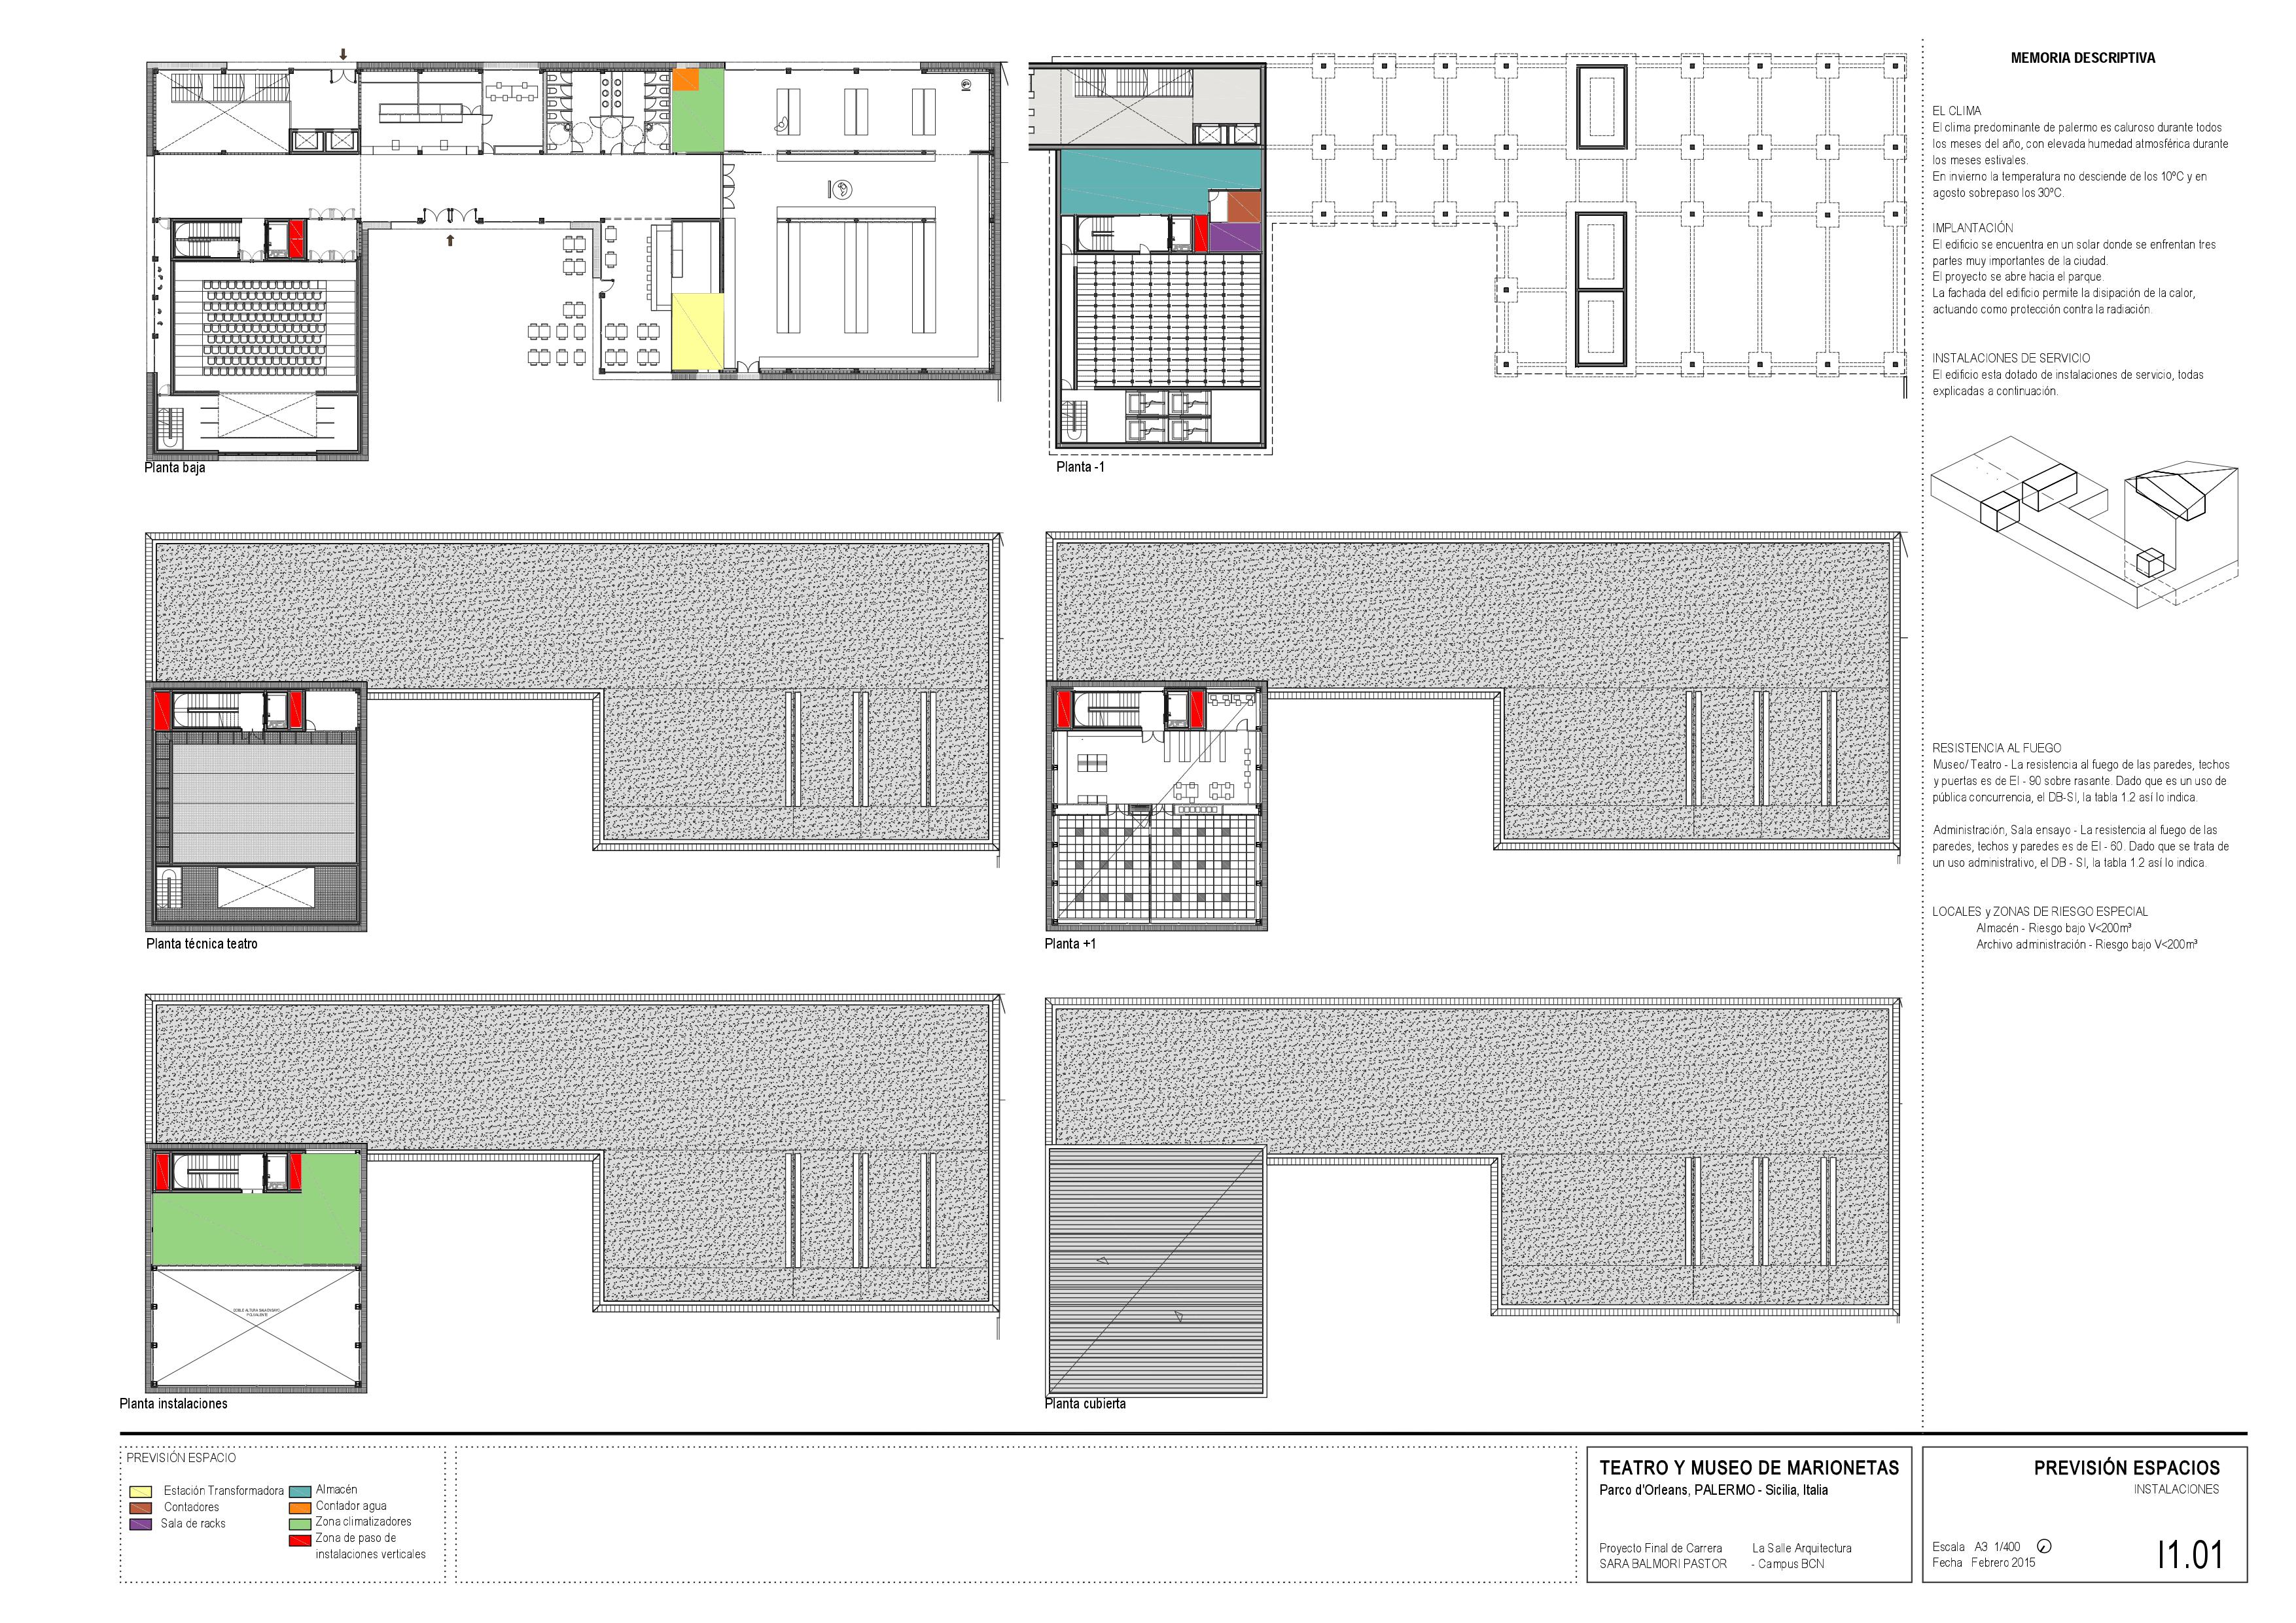 MEMORIA DESCRIPTIVA
EL CLIMA
El clima predominante de palermo es caluroso durante todos
los meses del año, con elevada humedad atmosférica durante
los meses estivales.
En invierno la temperatura no desciende de los 10ºC y en
agosto sobrepaso los 30ºC.
IMPLANTACIÓN
El edificio se encuentra en un solar donde se enfrentan tres
partes muy importantes de la ciudad.
El proyecto se abre hacia el parque.
La fachada del edificio permite la disipación de la calor,
actuando como protección contra la radiación.
INSTALACIONES DE SERVICIO
El edificio esta dotado de instalaciones de servicio, todas
explicadas a continuación.
Planta baja
Planta -1
RESISTENCIA AL FUEGO
Museo/ Teatro - La resistencia al fuego de las paredes, techos
y puertas es de EI - 90 sobre rasante. Dado que es un uso de
pública concurrencia, el DB-SI, la tabla 1.2 así lo indica.
Administración, Sala ensayo - La resistencia al fuego de las
paredes, techos y paredes es de EI - 60. Dado que se trata de
un uso administrativo, el DB - SI, la tabla 1.2 así lo indica.
LOCALES y ZONAS DE RIESGO ESPECIAL
Almacén - Riesgo bajo V<200m³
Archivo administración - Riesgo bajo V<200m³
Planta técnica teatro
Planta +1
DOBLE ALTURA SALA ENSAYO
Planta instalaciones
Planta cubierta
PREVISIÓN ESPACIO
Estación Transformadora
Contadores
Sala de racks
Almacén
Contador agua
Zona climatizadores
Zona de paso de
instalaciones verticales
TEATRO Y MUSEO DE MARIONETAS
Parco d'Orleans, PALERMO - Sicilia, Italia
Proyecto Final de Carrera La Salle Arquitectura
SARA BALMORI PASTOR - Campus BCN
PREVISIÓN ESPACIOS
INSTALACIONES
Escala A3 1/400
Fecha Febrero 2015
I1.01